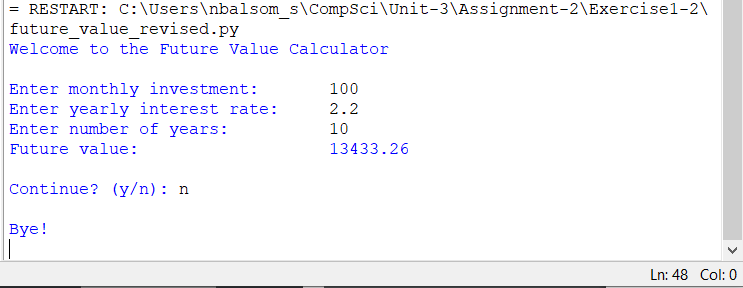 = RESTART: C:\Users\nbalsom_s\CompSci\Unit-3\Assignment-2\Exercise1-2\
future_value_revised.py
Welcome to the Future Value Calculator
Enter monthly investment: 100
Enter yearly interest rate: 2.2
Enter number of years: 10
Future value: 13433.26
Continue? (y/n): n
Bye!
Ln: 48 Col: 0